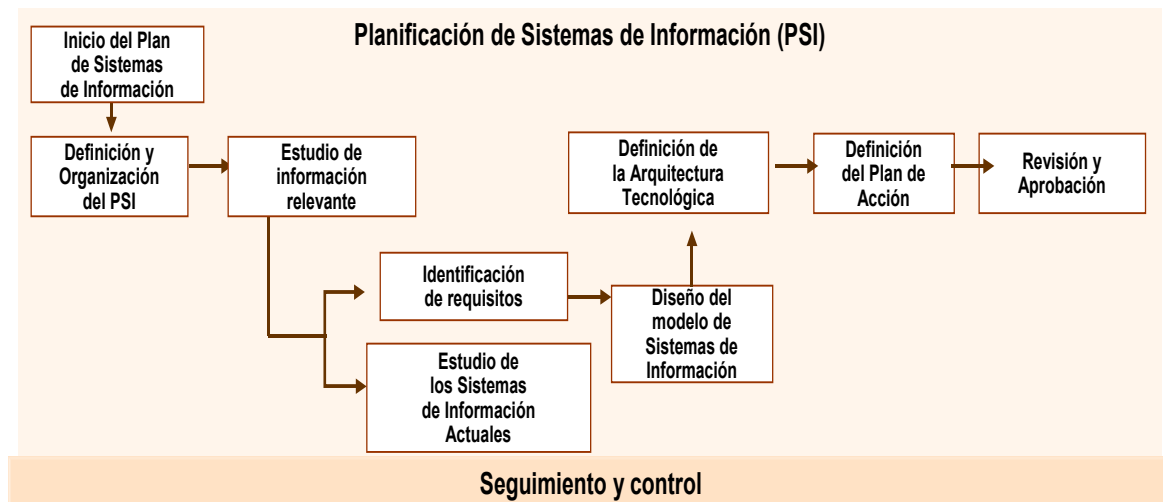 Planificación de Sistemas de Información (PSI)
Inicio del Plan
de Sistemas
de Información
Definición y
Organización
del PSI
Estudio de
información
relevante
Identificación
de requisitos
Estudio de
los Sistemas
de Información
Actuales
Diseño del
modelo de
Sistemas de
Información
Definición de
la Arquitectura
Tecnológica
Definición
del Plan de
Acción
Revisión y
Aprobación
Seguimiento y control